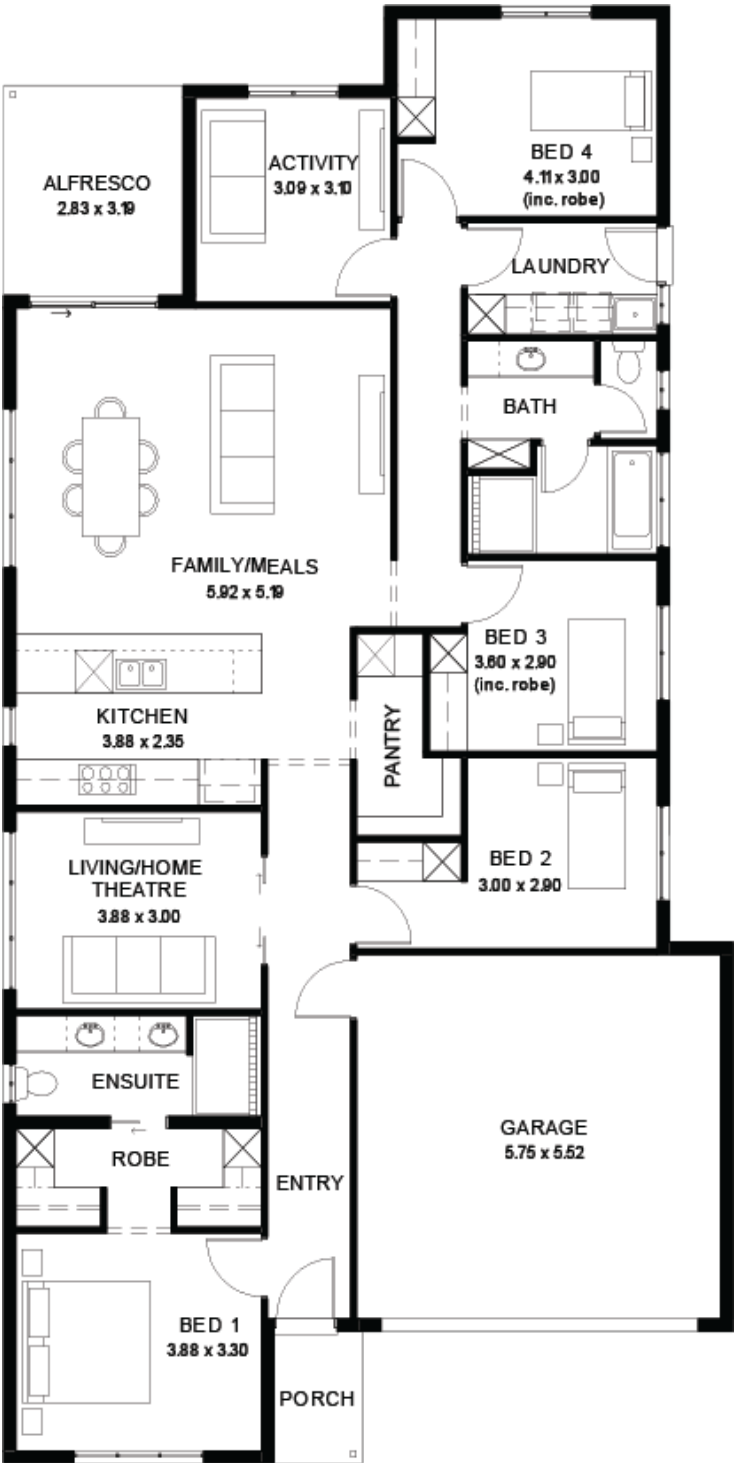 BED 4
4.11 x 3.00
(inc. robe)
ACTIVITY
3.09 x 3.10
ALFRESCO
2.83 x 3.19
LAUNDRY
BATH
FAMILY/MEALS
5.92 x 5.19
BED 3
3.60 x 2.90
(inc. robe)
KITCHEN
3.88 x 2.35
PANTRY
LIVING/HOME
THEATRE
3.88 x 3.00
BED 2
3.00 x 2.90
ENSUITE
ROBE
ENTRY
GARAGE
5.75 x 5.52
BED 1
3.88 x 3.30
PORCH